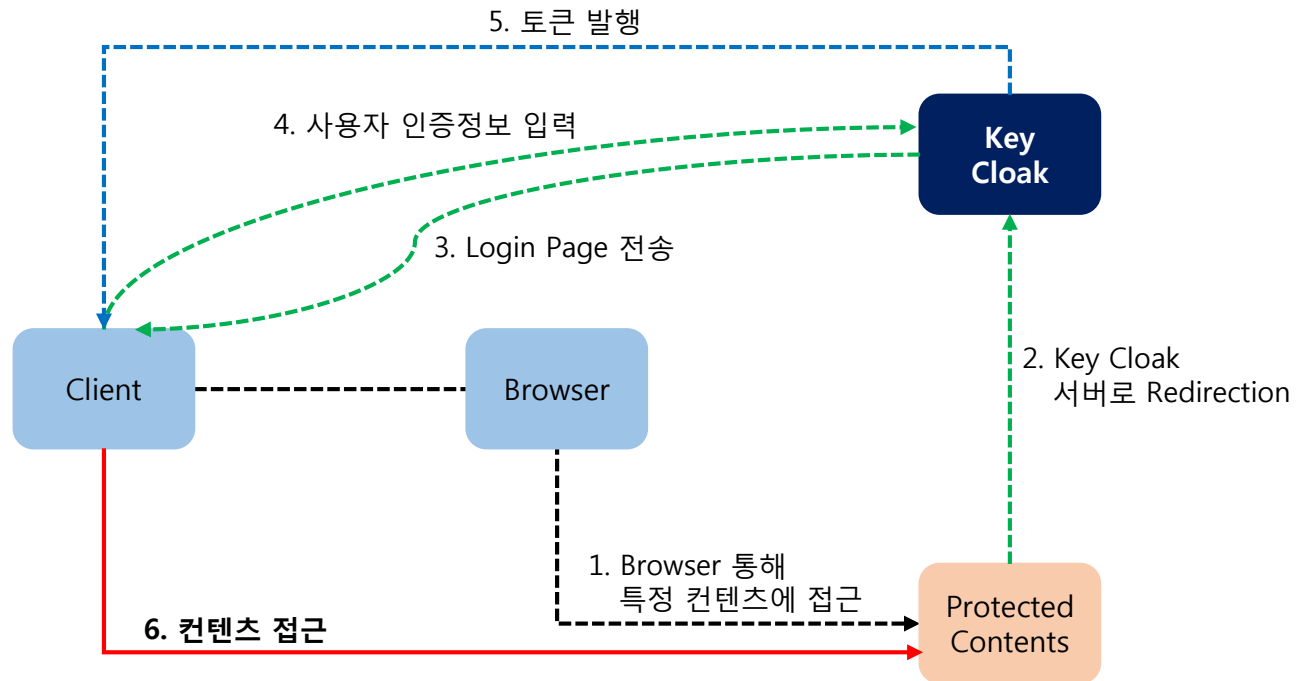 5. 토큰 발행
4. 사용자 인증정보 입력
Key
Cloak
3. Login Page 전송
Client
Browser
2. Key Cloak
서버로 Redirection
1. Browser 통해
특정 컨텐츠에 접근
6. 컨텐츠 접근
Protected
Contents